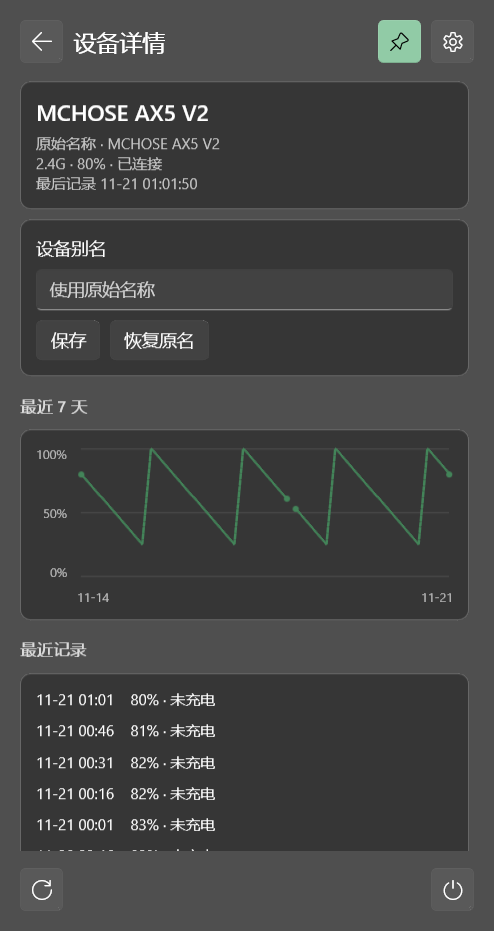 设备详情
MCHOSE AX5 V2
原始名称 · MCHOSE AX5 V2
2.4G · 80% · 已连接
最后记录 11-21 01:01:50
设备别名
使用原始名称
保存 恢复原名
最近 7 天
100%
50%
0%
11-14 11-21
最近记录
11-21 01:01 80% · 未充电
11-21 00:46 81% · 未充电
11-21 00:31 82% · 未充电
11-21 00:16 82% · 未充电
11-21 00:01 83% · 未充电